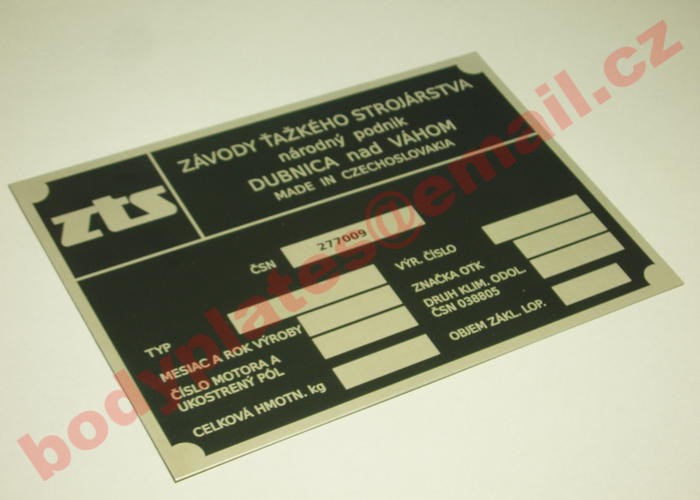 zts
ZÁVODY ŤAŽKÉHO STROJÁRSTVA
národný podnik
DUBNICA nad VÁHOM
MADE IN CZECHOSLOVAKIA
ČSN 277009
TYP
MESIAC A ROK VÝROBY
ČÍSLO MOTORA A
UKOSTRENÝ PÓL
CELKOVÁ HMOTN. kg
VÝR. ČÍSLO
ZNAČKA OTK
DRUH KLIM. ODOL.
ČSN 038805
OBJEM ZÁKL. LOP.
bodyplates@email.cz